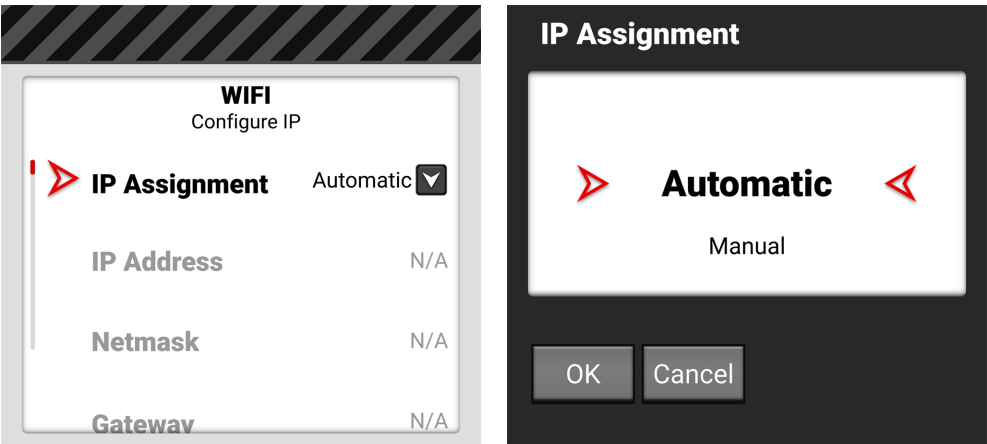 WIFI
Configure IP
IP Assignment Automatic
IP Address N/A
Netmask N/A
Gateway N/A
IP Assignment
Automatic
Manual
OK Cancel